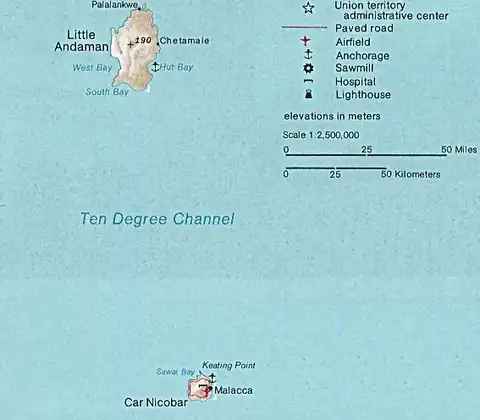 Palalankwe
Little
Andaman
190
Chetamale
West Bay
Hut Bay
South Bay
Union territory
administrative center
Paved road
Airfield
Anchorage
Sawmill
Hospital
Lighthouse
elevations in meters
Scale 1:2,500,000
0 25 50 Miles
0 25 50 Kilometers
Ten Degree Channel
Keating Point
Sawai Bay
Malacca
Car Nicobar